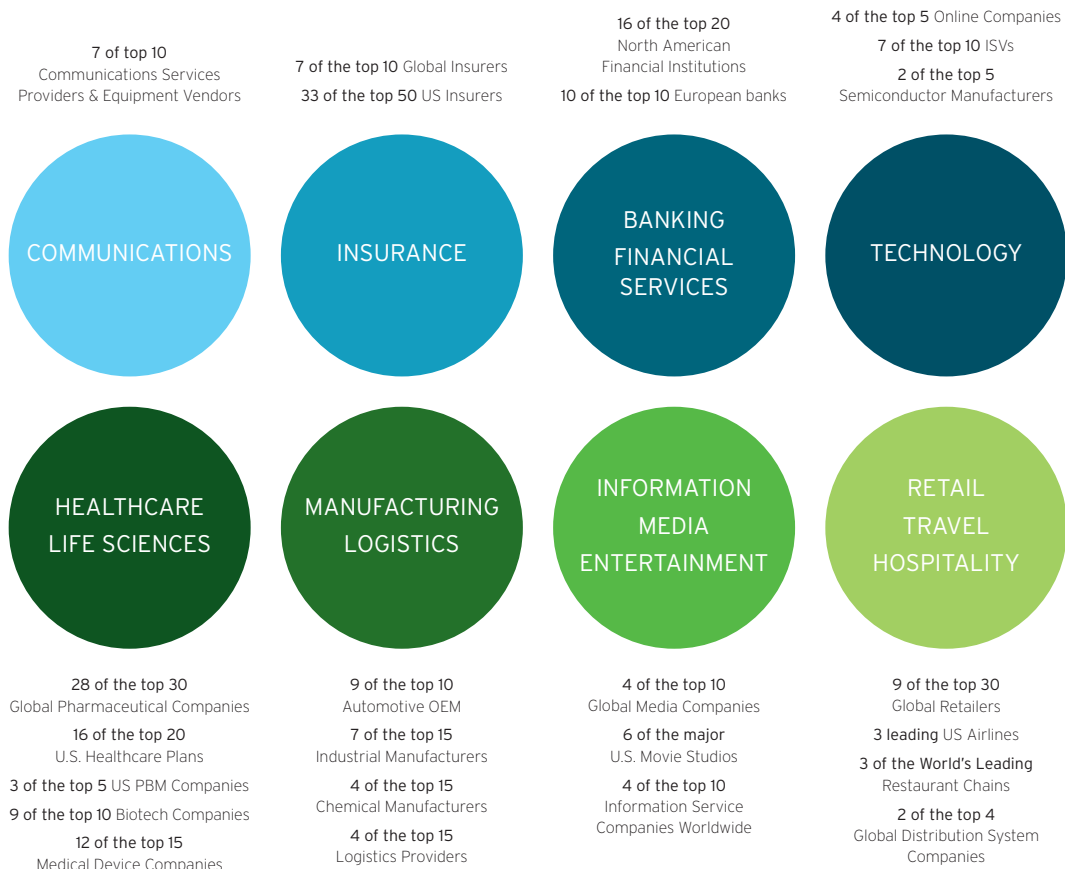 7 of top 10
Communications Services
Providers & Equipment Vendors
7 of the top 10 Global Insurers
33 of the top 50 US Insurers
16 of the top 20
North American
Financial Institutions
10 of the top 10 European banks
4 of the top 5 Online Companies
7 of the top 10 ISVs
2 of the top 5
Semiconductor Manufacturers
COMMUNICATIONS
INSURANCE
BANKING
FINANCIAL
SERVICES
TECHNOLOGY
HEALTHCARE
LIFE SCIENCES
MANUFACTURING
LOGISTICS
INFORMATION
MEDIA
ENTERTAINMENT
RETAIL
TRAVEL
HOSPITALITY
28 of the top 30
Global Pharmaceutical Companies
16 of the top 20
U.S. Healthcare Plans
3 of the top 5 US PBM Companies
9 of the top 10 Biotech Companies
12 of the top 15
Medical Device Companies
9 of the top 10
Automotive OEM
7 of the top 15
Industrial Manufacturers
4 of the top 15
Chemical Manufacturers
4 of the top 15
Logistics Providers
4 of the top 10
Global Media Companies
6 of the major
U.S. Movie Studios
4 of the top 10
Information Service
Companies Worldwide
9 of the top 30
Global Retailers
3 leading US Airlines
3 of the World's Leading
Restaurant Chains
2 of the top 4
Global Distribution System
Companies